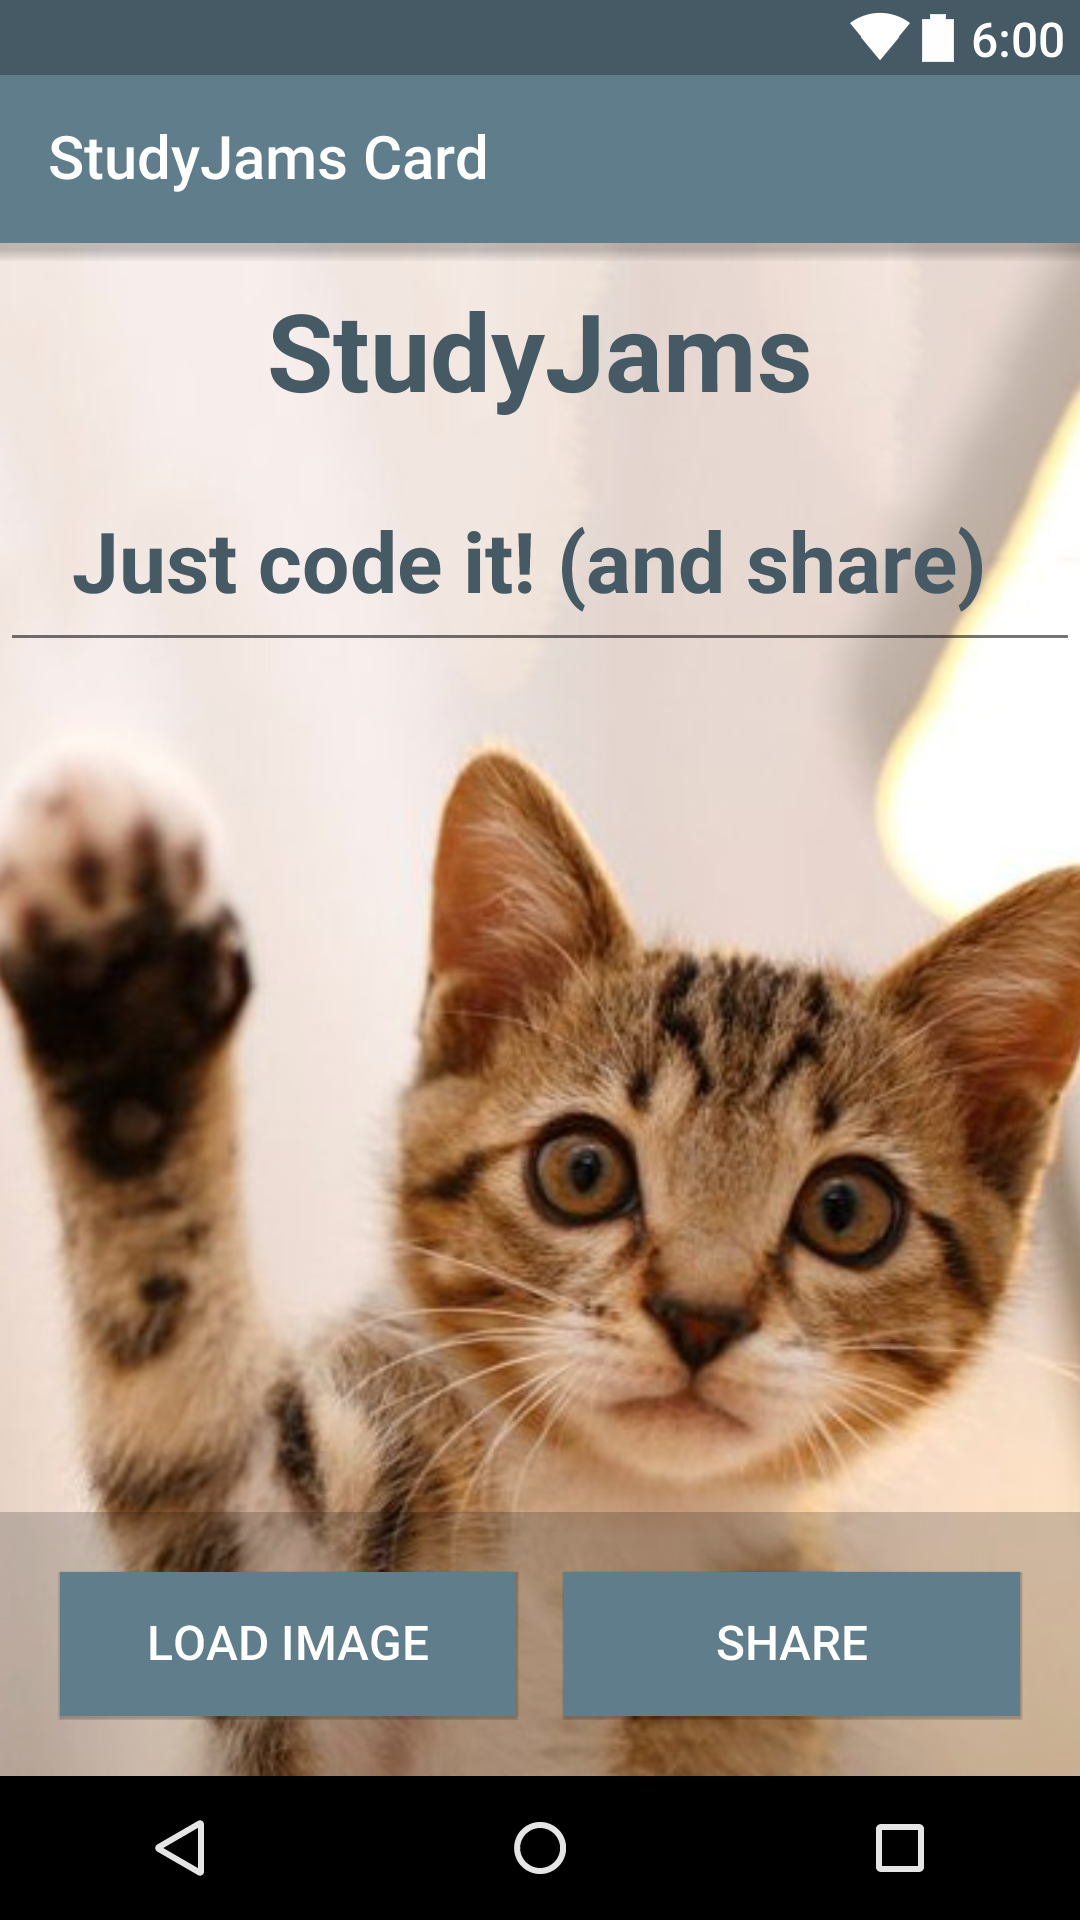 6:00
StudyJams Card
StudyJams
Just code it! (and share)
LOAD IMAGE
SHARE